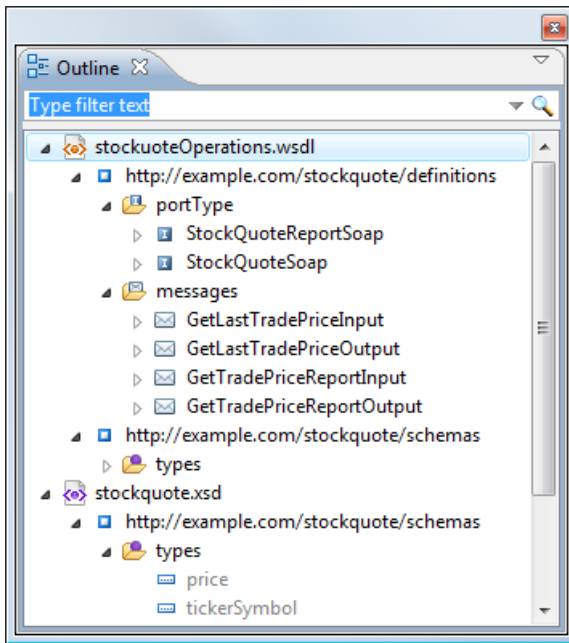 Outline
Type filter text
stockuoteOperations.wsdl
http://example.com/stockquote/definitions
portType
StockQuoteReportSoap
StockQuoteSoap
messages
GetLastTradePriceInput
GetLastTradePriceOutput
GetTradePriceReportInput
GetTradePriceReportOutput
http://example.com/stockquote/schemas
types
stockquote.xsd
http://example.com/stockquote/schemas
types
price
tickerSymbol